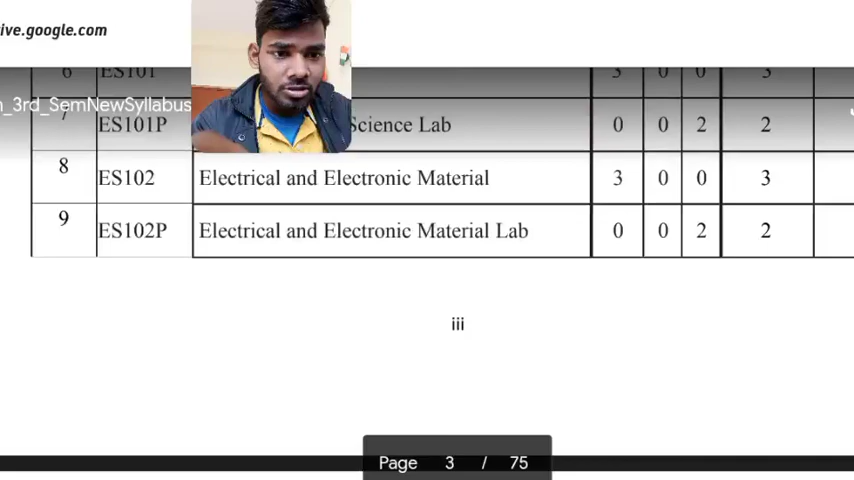 ive.google.com
6 ES101 3 0 0 3
_3rd_SemNewSyllabus
7 ES101P Science Lab 0 0 2 2
8 ES102 Electrical and Electronic Material 3 0 0 3
9 ES102P Electrical and Electronic Material Lab 0 0 2 2
iii
Page 3 / 75